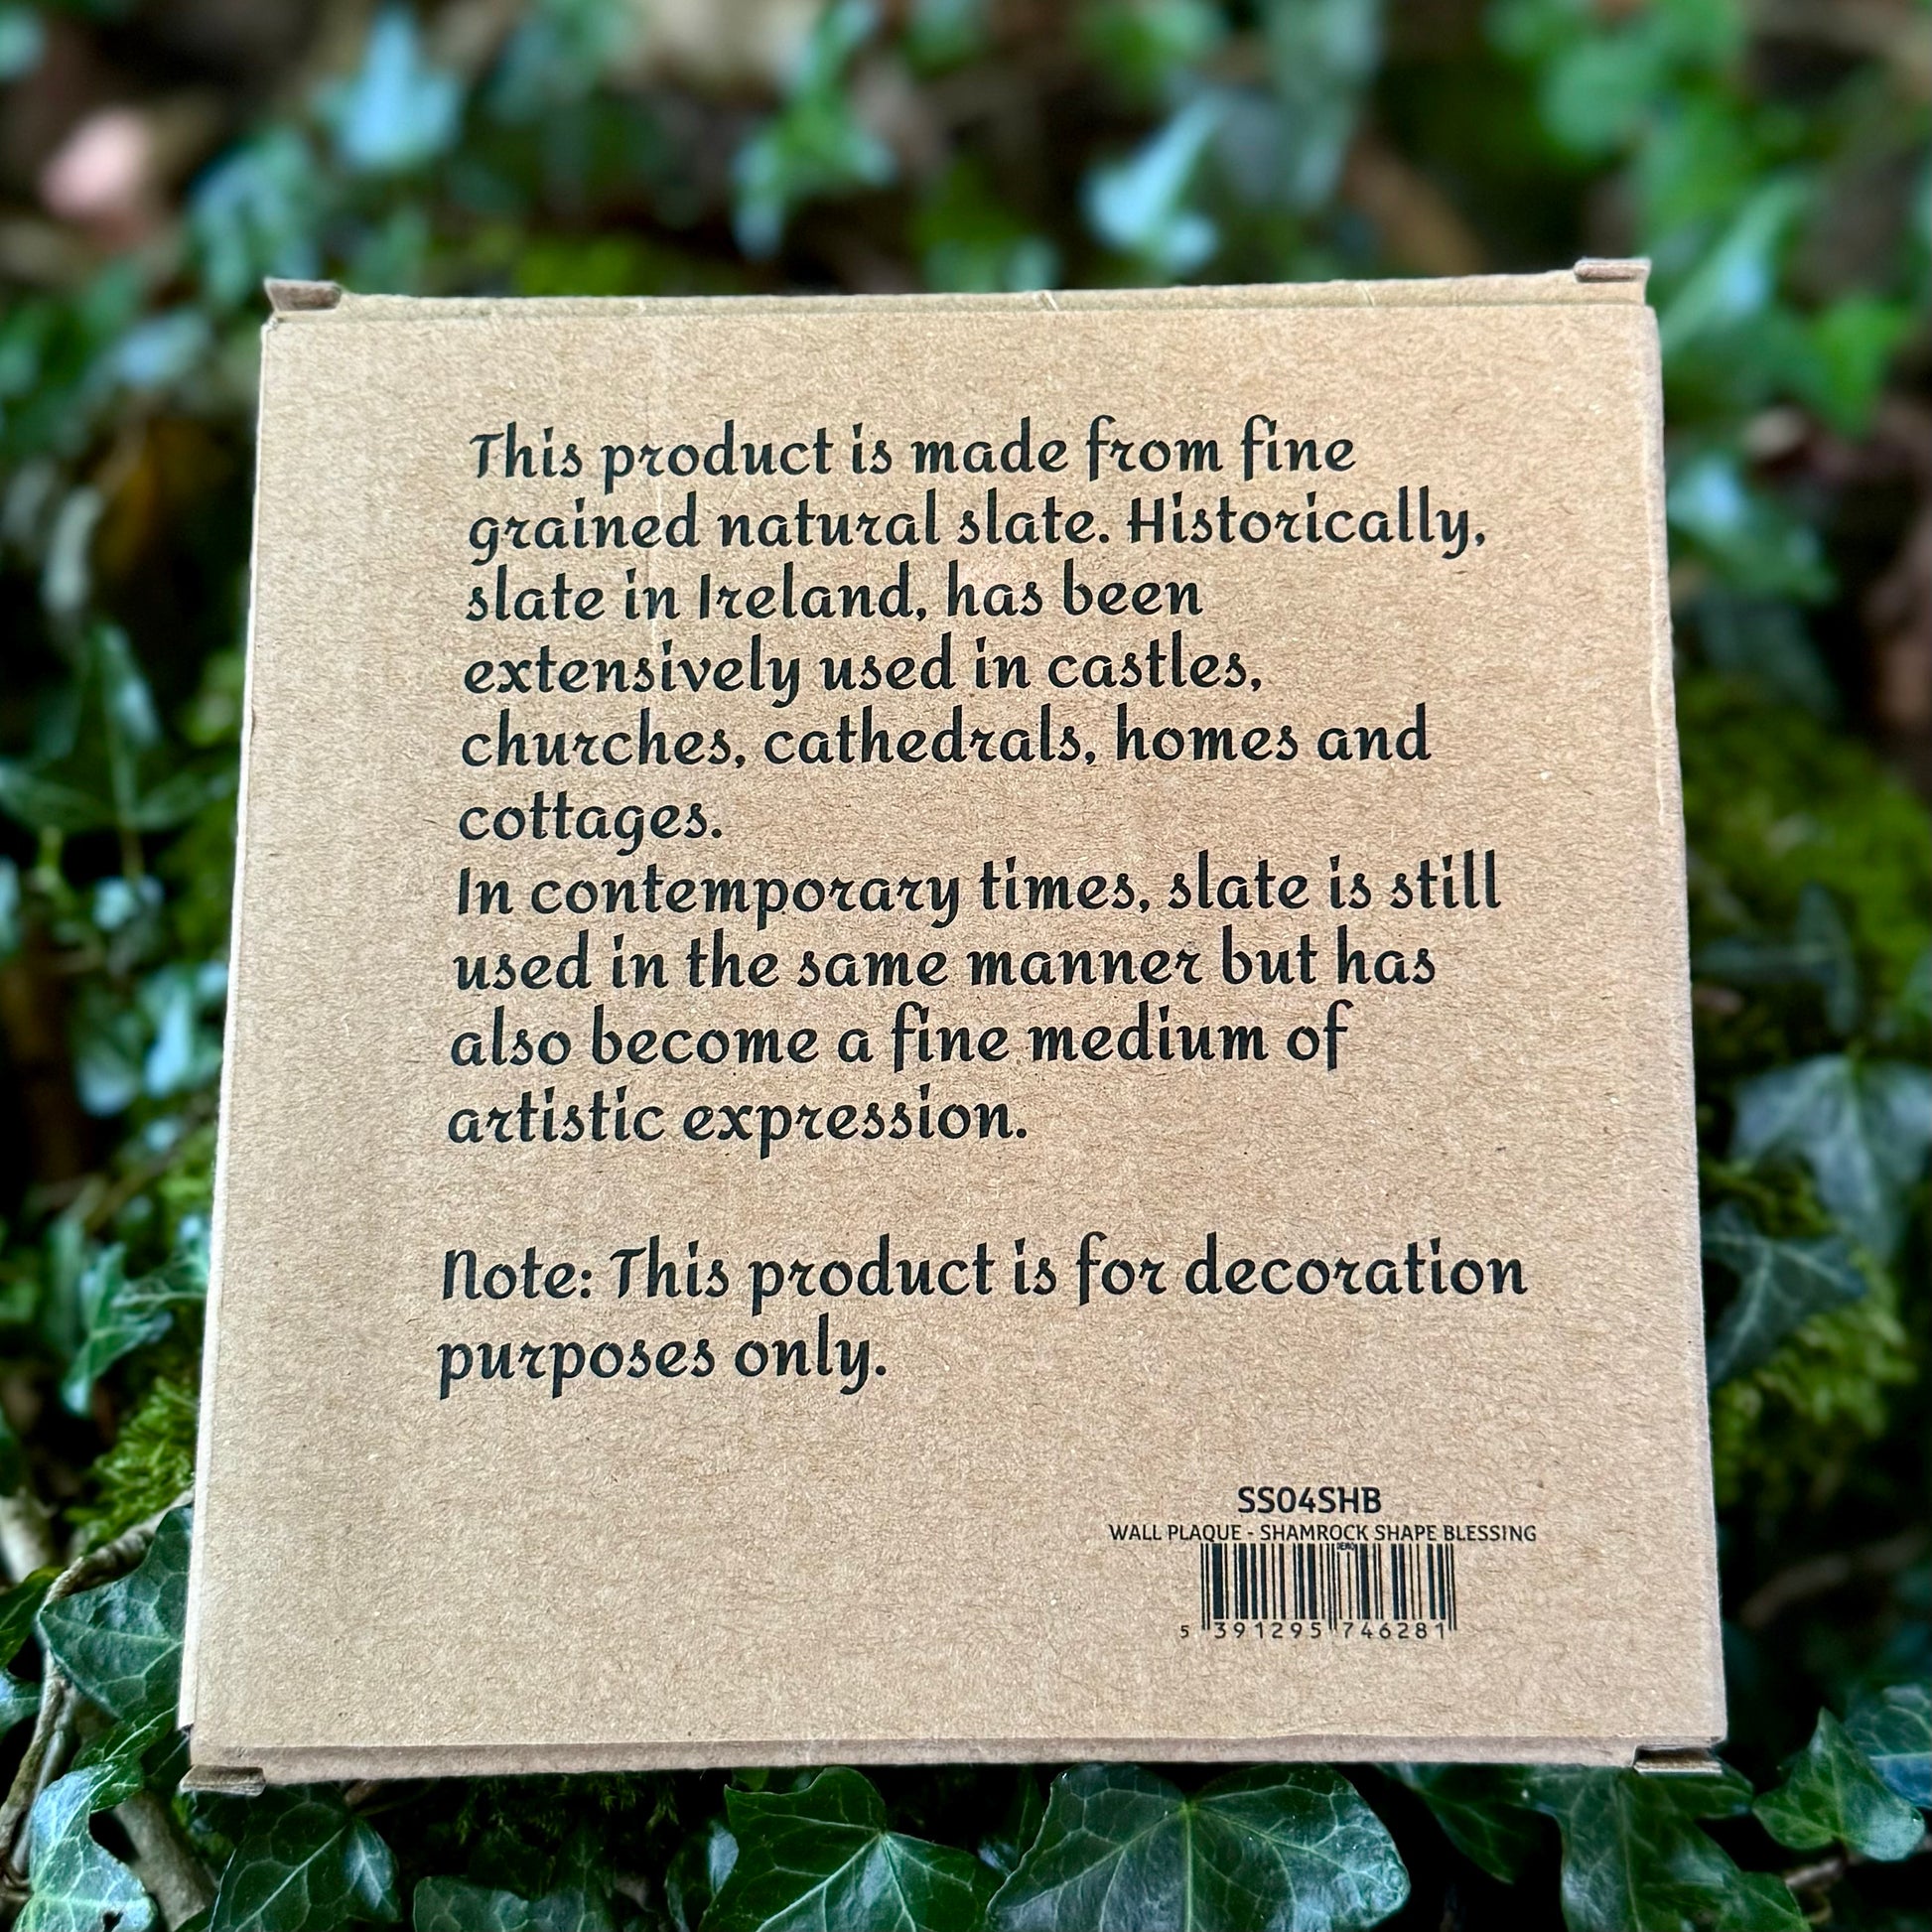 This product is made from fine
grained natural slate. Historically,
slate in Ireland, has been
extensively used in castles,
churches, cathedrals, homes and
cottages.
In contemporary times, slate is still
used in the same manner but has
also become a fine medium of
artistic expression.
Note: This product is for decoration
purposes only.
SS04SHB
WALL PLAQUE - SHAMROCK SHAPE BLESSING
5 391295 746281